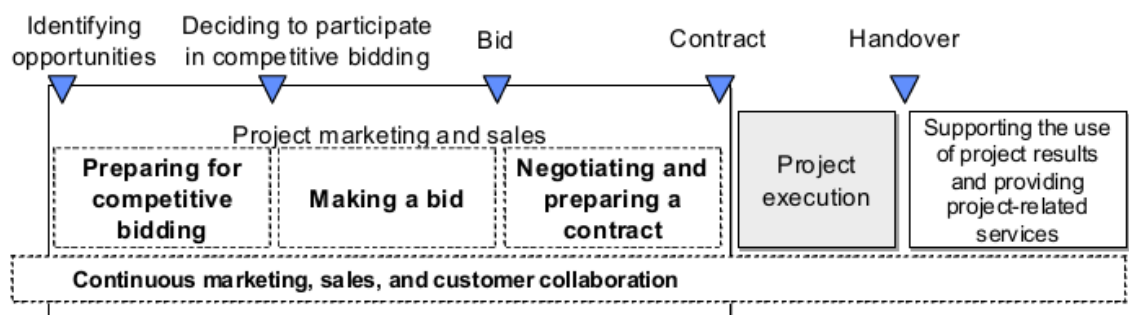 Identifying
opportunities
Deciding to participate
in competitive bidding
Bid
Contract
Handover
Project marketing and sales
Preparing for
competitive
bidding
Making a bid
Negotiating and
preparing a
contract
Project
execution
Supporting the use
of project results
and providing
project-related
services
Continuous marketing, sales, and customer collaboration